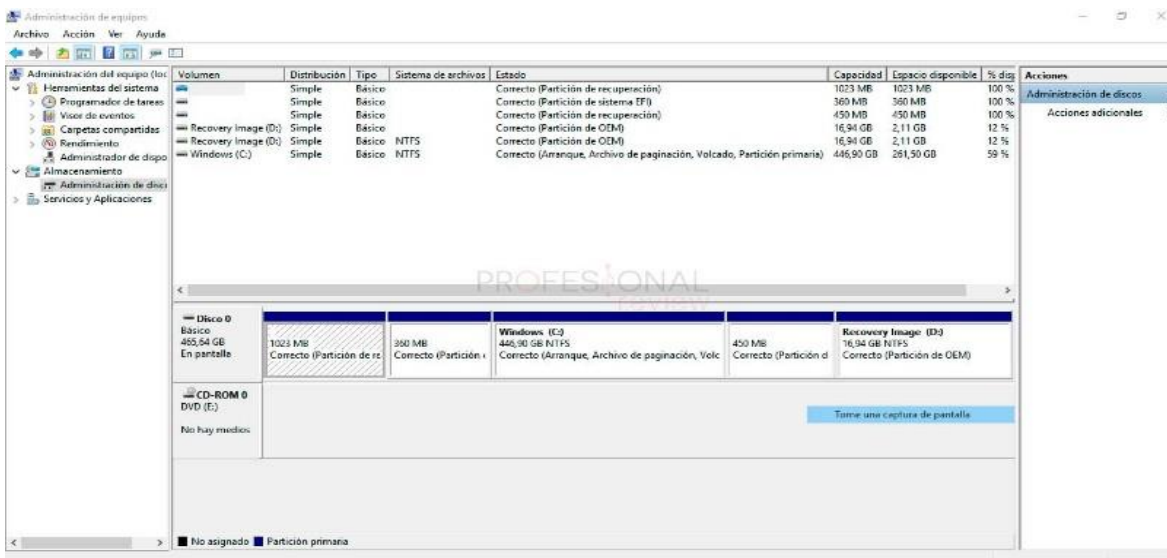 Administración de equipos
Archivo Acción Ver Ayuda
Administración del equipo (loc
Herramientas del sistema
Programador de tareas
Visor de eventos
Carpetas compartidas
Rendimiento
Administrador de dispo
Almacenamiento
Administración de disc
Servicios y Aplicaciones
Volumen Distribución Tipo Sistema de archivos Estado Capacidad Espacio disponible % disp
Simple Básico Correcto (Partición de recuperación) 1023 MB 1023 MB 100 %
Simple Básico Correcto (Partición de sistema EFI) 360 MB 360 MB 100 %
Simple Básico Correcto (Partición de recuperación) 450 MB 450 MB 100 %
Recovery Image (D:) Simple Básico Correcto (Partición de OEM) 16,94 GB 2,11 GB 12 %
Recovery Image (D:) Simple Básico NTFS Correcto (Partición de OEM) 16,94 GB 2,11 GB 12 %
Windows (C:) Simple Básico NTFS Correcto (Arranque, Archivo de paginación, Volcado, Partición primaria) 446,90 GB 261,50 GB 59 %
Acciones
Administración de discos
Acciones adicionales
PROFESIONAL
review
Disco 0
Básico
465,64 GB
En pantalla
1023 MB
Correcto (Partición de re
360 MB
Correcto (Partición
Windows (C:)
446,90 GB NTFS
Correcto (Arranque, Archivo de paginación, Volc
450 MB
Correcto (Partición d
Recovery Image (D:)
16,94 GB NTFS
Correcto (Partición de OEM)
CD-ROM 0
DVD (E:)
No hay medios
Tome una captura de pantalla
No asignado Partición primaria